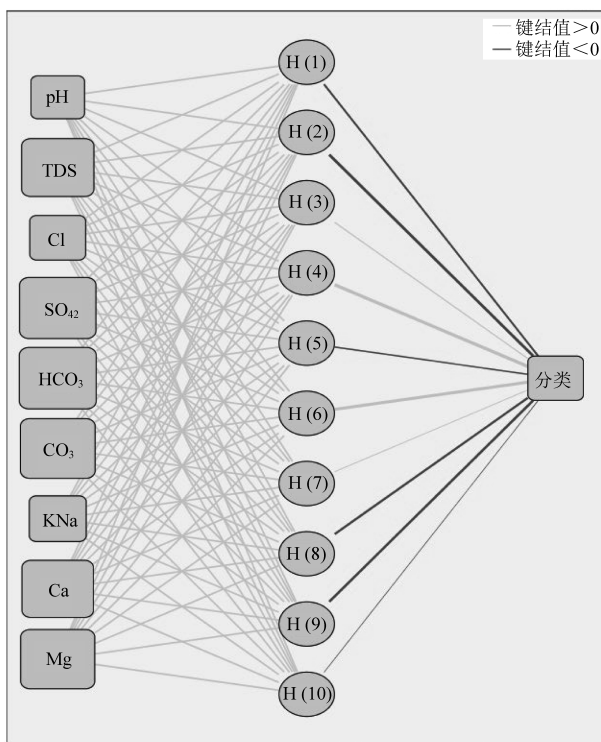 键结值>0
键结值<0
pH
TDS
Cl
SO₄₂
HCO₃
CO₃
KNa
Ca
Mg
H (1)
H (2)
H (3)
H (4)
H (5)
H (6)
H (7)
H (8)
H (9)
H (10)
分类